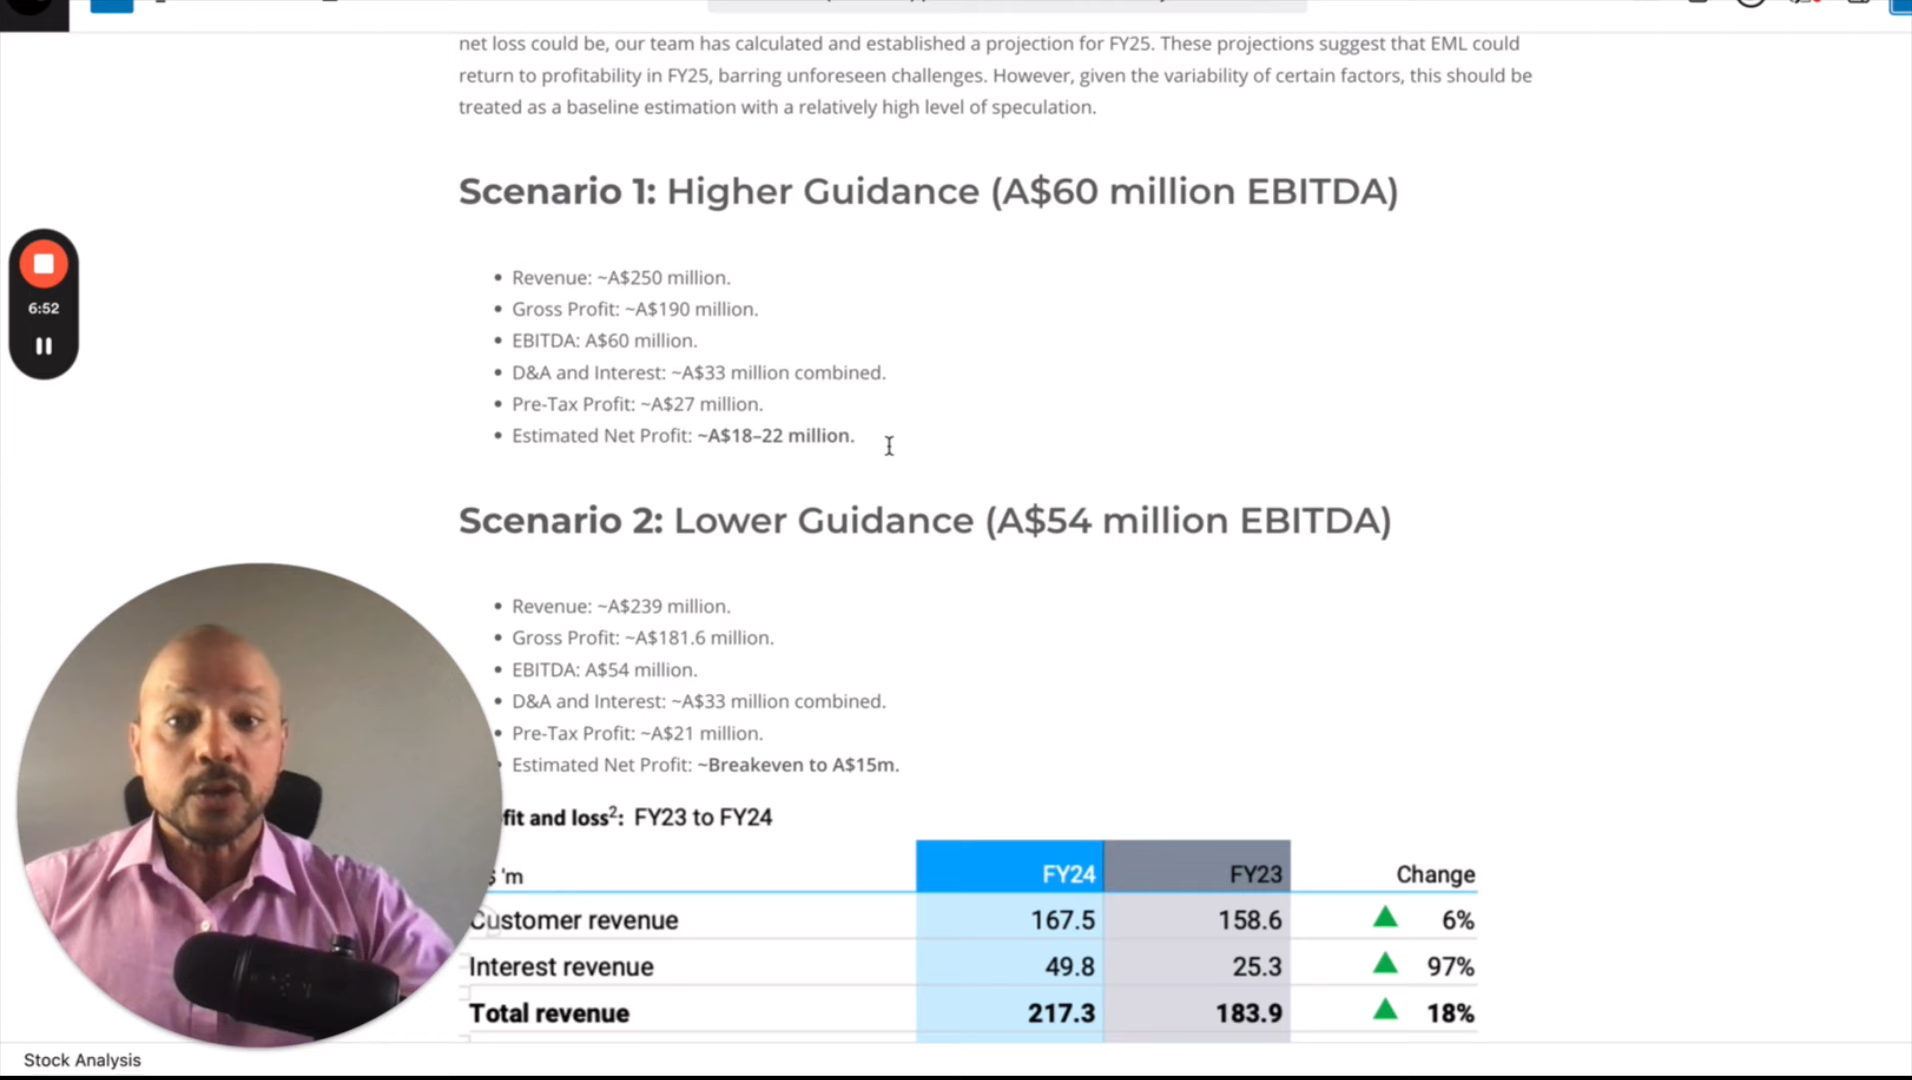 net loss could be, our team has calculated and established a projection for FY25. These projections suggest that EML could
return to profitability in FY25, barring unforeseen challenges. However, given the variability of certain factors, this should be
treated as a baseline estimation with a relatively high level of speculation.
Scenario 1: Higher Guidance (A$60 million EBITDA)
• Revenue: ~A$250 million.
• Gross Profit: ~A$190 million.
• EBITDA: A$60 million.
• D&A and Interest: ~A$33 million combined.
• Pre-Tax Profit: ~A$27 million.
• Estimated Net Profit: ~A$18–22 million.
6:52
Scenario 2: Lower Guidance (A$54 million EBITDA)
• Revenue: ~A$239 million.
• Gross Profit: ~A$181.6 million.
• EBITDA: A$54 million.
• D&A and Interest: ~A$33 million combined.
• Pre-Tax Profit: ~A$21 million.
• Estimated Net Profit: ~Breakeven to A$15m.
fit and loss²: FY23 to FY24
$ 'm FY24 FY23 Change
Customer revenue 167.5 158.6 ▲ 6%
Interest revenue 49.8 25.3 ▲ 97%
Total revenue 217.3 183.9 ▲ 18%
Stock Analysis